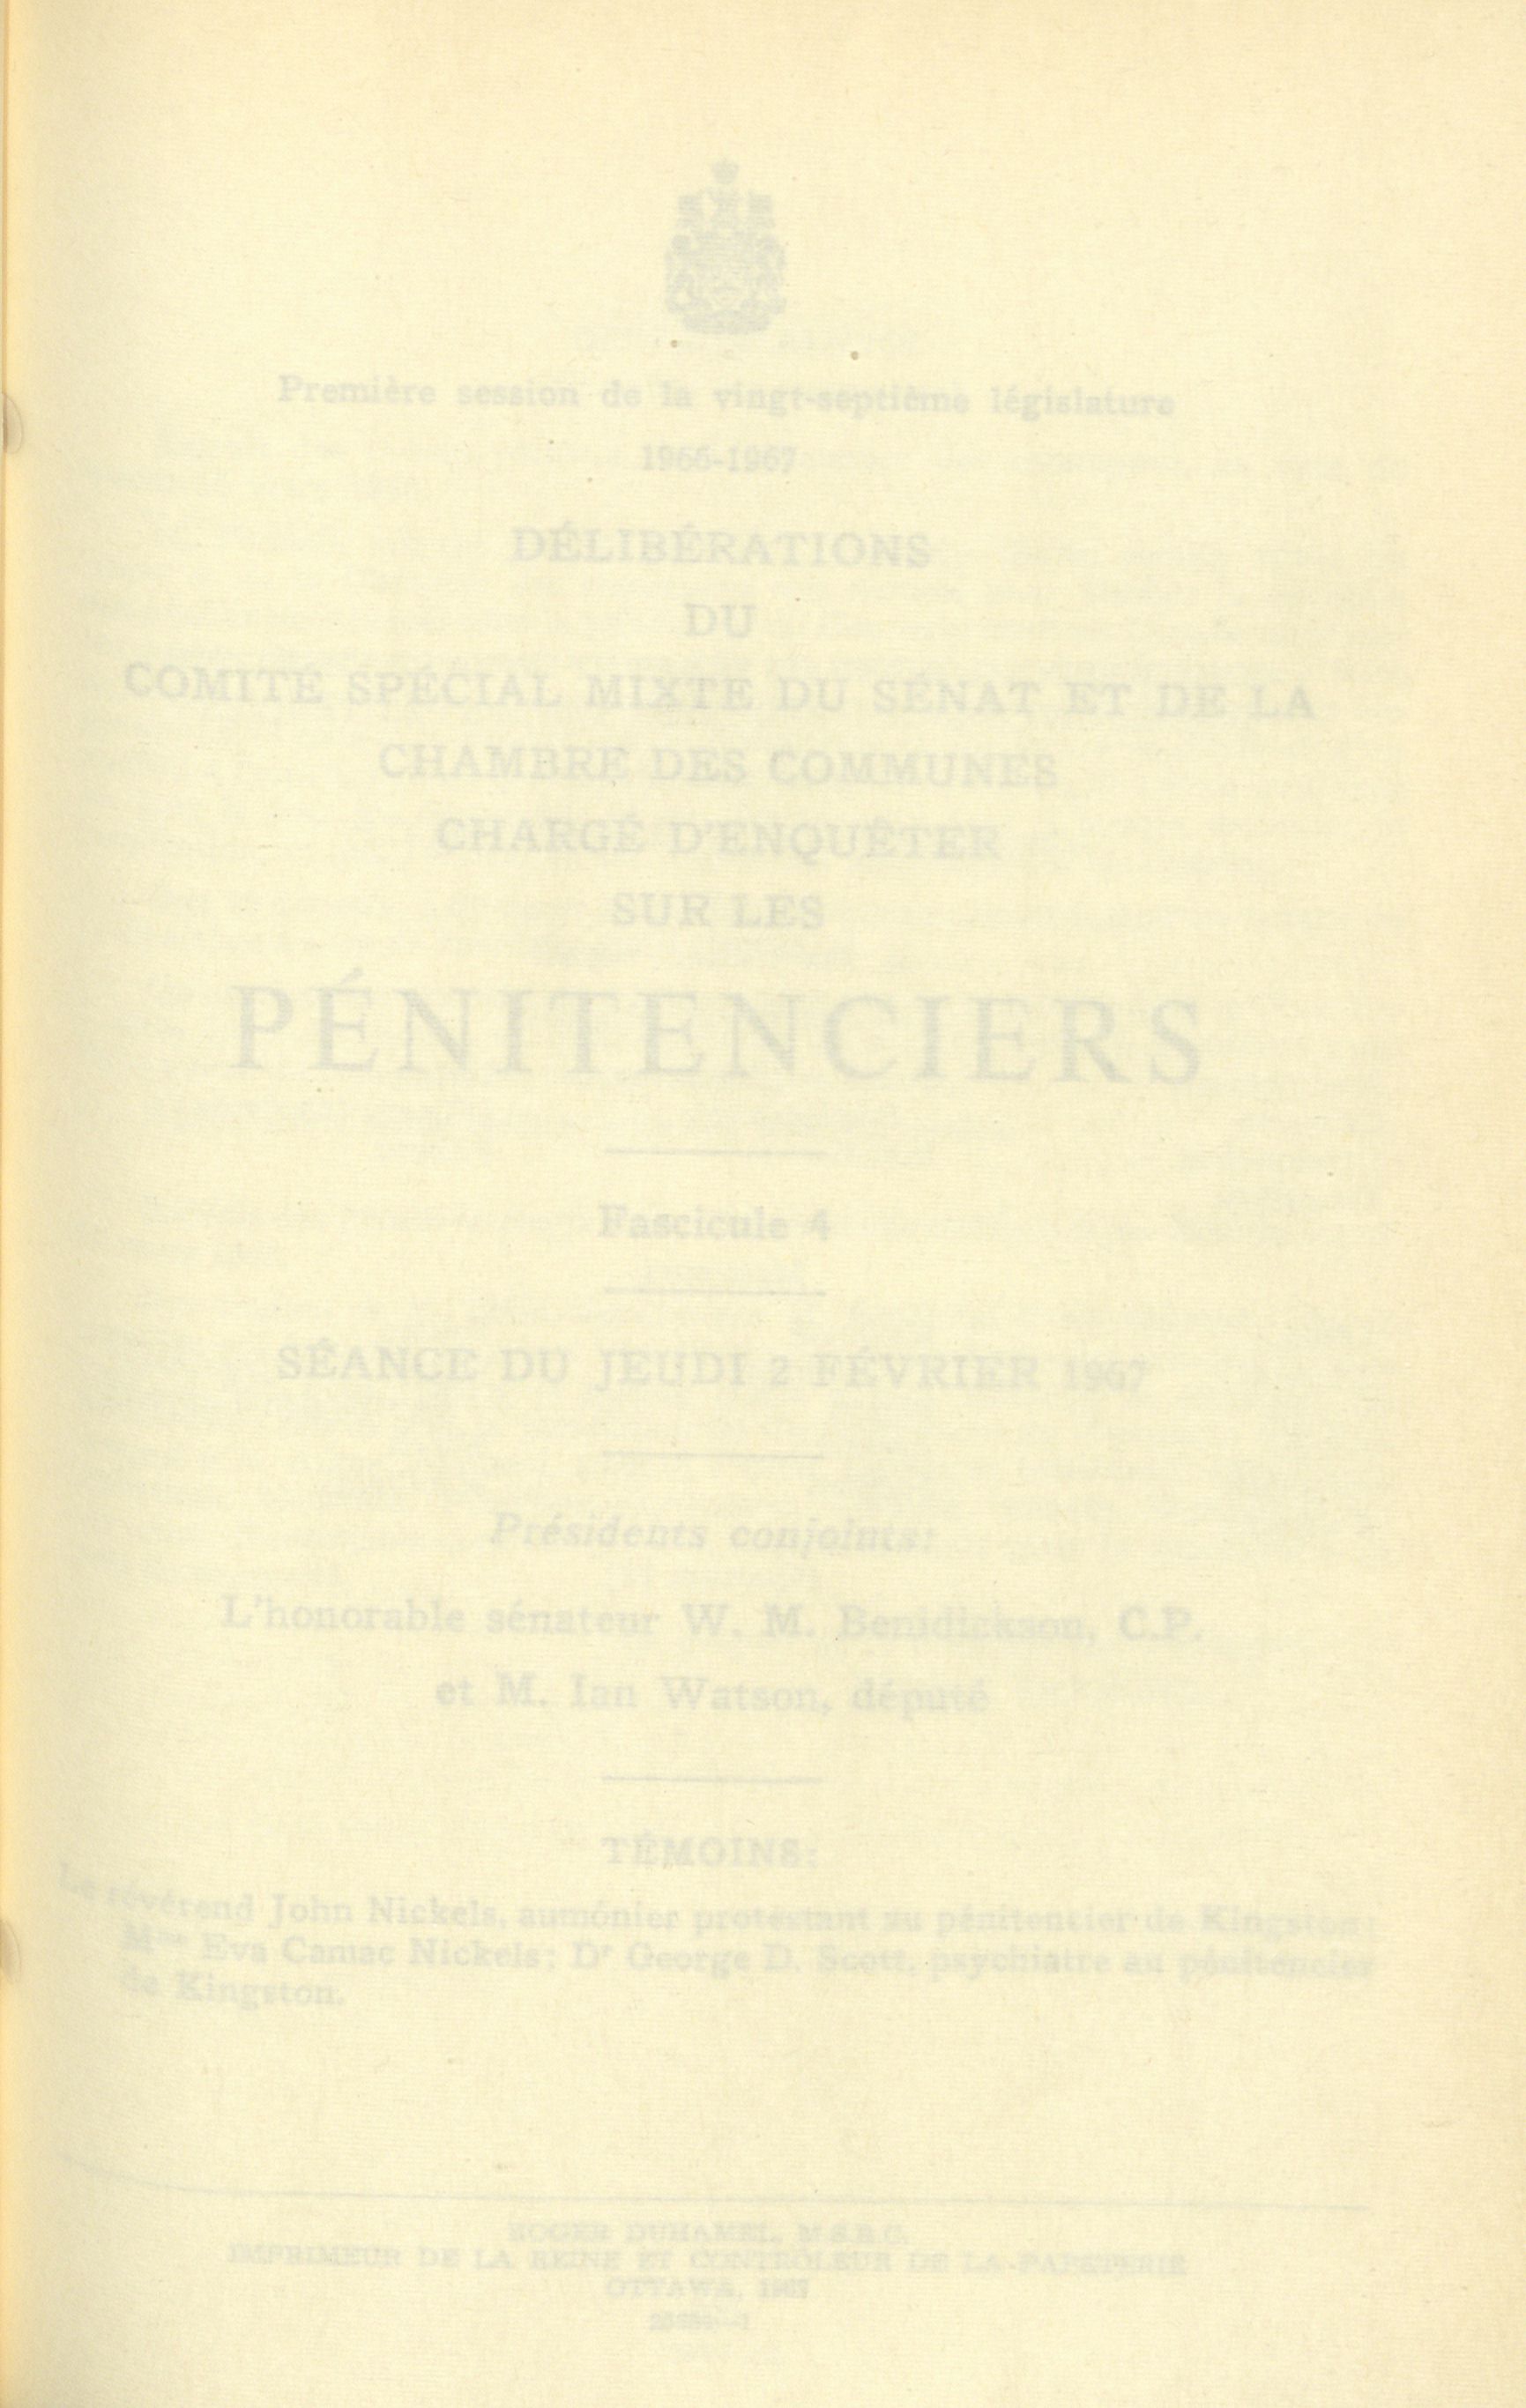 Première session de la vingt-septième législature
1966-1967
DÉLIBÉRATIONS
DU
COMITÉ SPÉCIAL MIXTE DU SÉNAT ET DE LA
CHAMBRE DES COMMUNES
CHARGÉ D'ENQUÊTER
SUR LES
PÉNITENCIERS
Fascicule 4
SÉANCE DU JEUDI 2 FÉVRIER 1967
Présidents conjoints:
L'honorable sénateur W. M. Benidickson, C.P.
et M. Ian Watson, député
TÉMOINS:
Le révérend John Nickels, aumônier protestant au pénitencier de Kingston;
Mme Eva Camac Nickels; Dr George D. Scott, psychiatre au pénitencier
de Kingston.
ROGER DUHAMEL, M.S.R.C.
IMPRIMEUR DE LA REINE ET CONTRÔLEUR DE LA PAPETERIE
OTTAWA, 1967